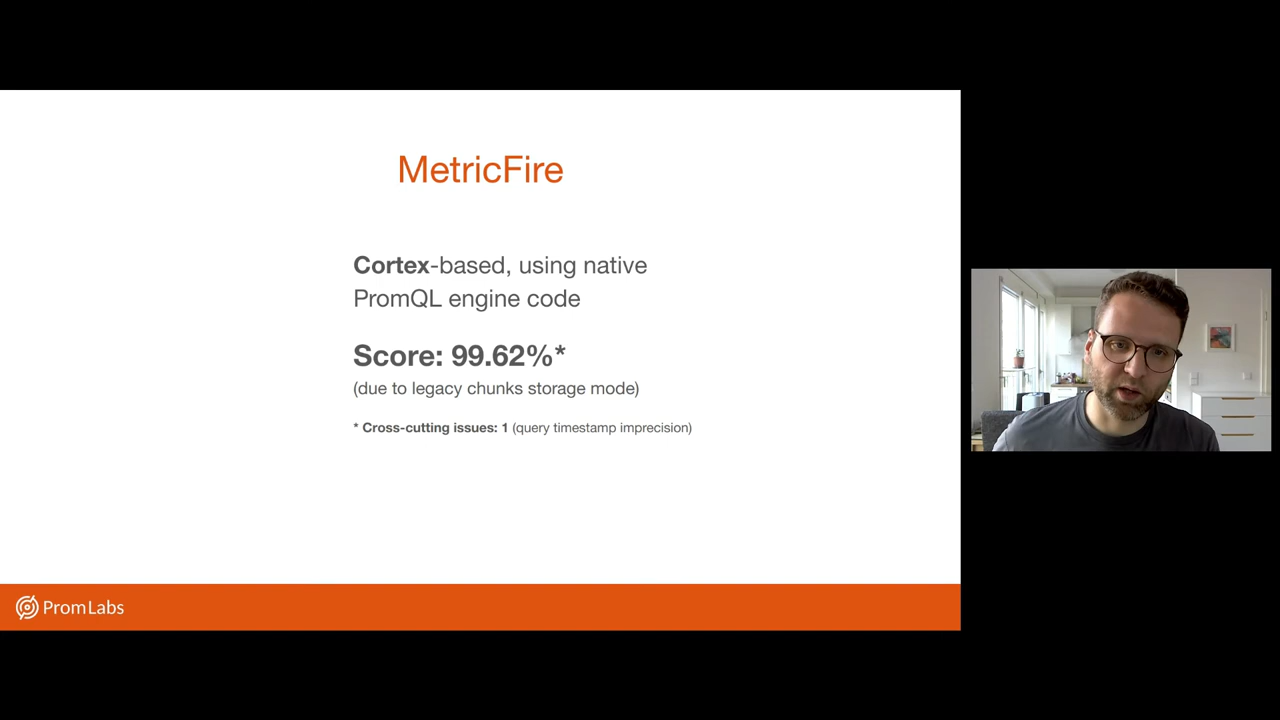 MetricFire
Cortex-based, using native
PromQL engine code
Score: 99.62%*
(due to legacy chunks storage mode)
* Cross-cutting issues: 1 (query timestamp imprecision)
PromLabs